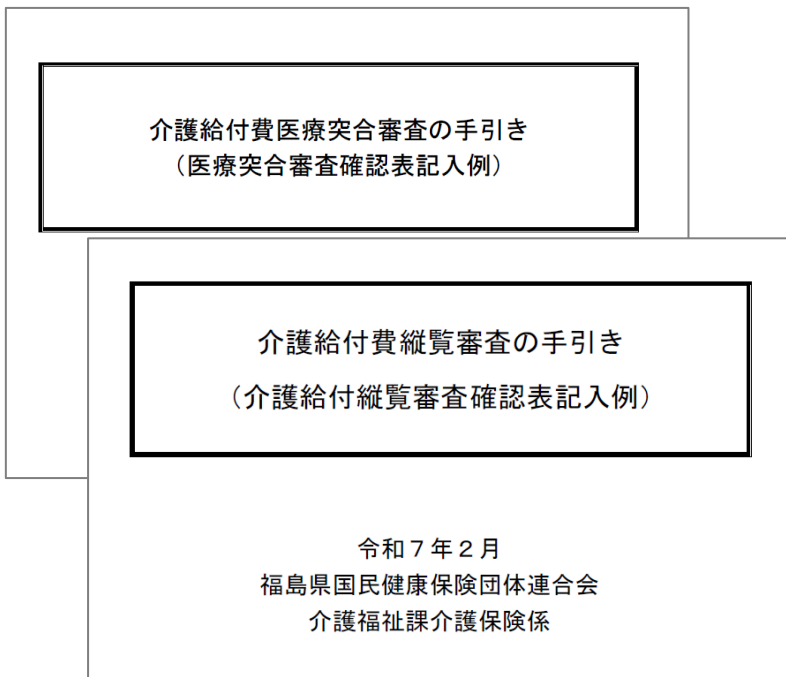 介護給付費医療突合審査の手引き
（医療突合審査確認表記入例）
介護給付費縦覧審査の手引き
（介護給付縦覧審査確認表記入例）
令和７年２月
福島県国民健康保険団体連合会
介護福祉課介護保険係